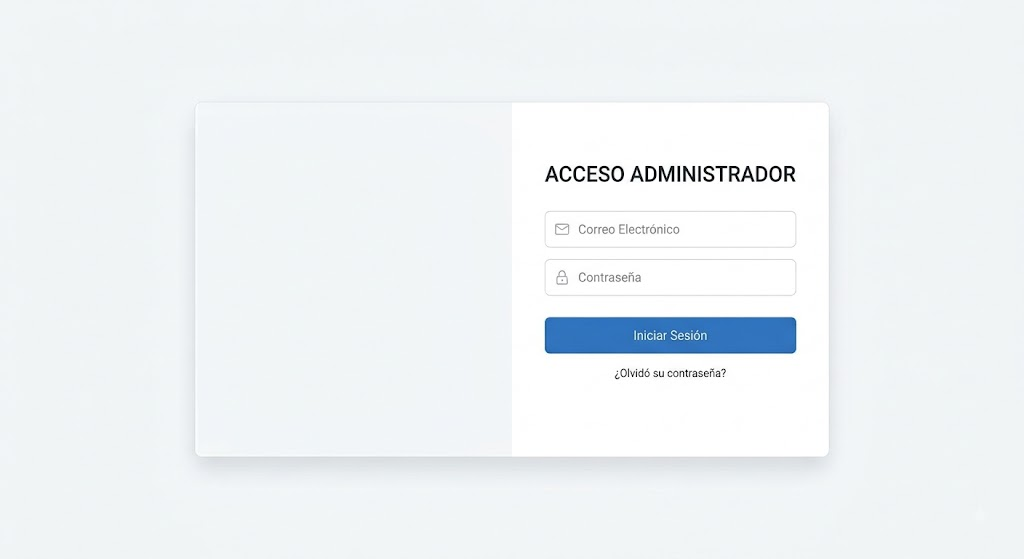 ACCESO ADMINISTRADOR
Correo Electrónico
Contraseña
Iniciar Sesión
¿Olvidó su contraseña?